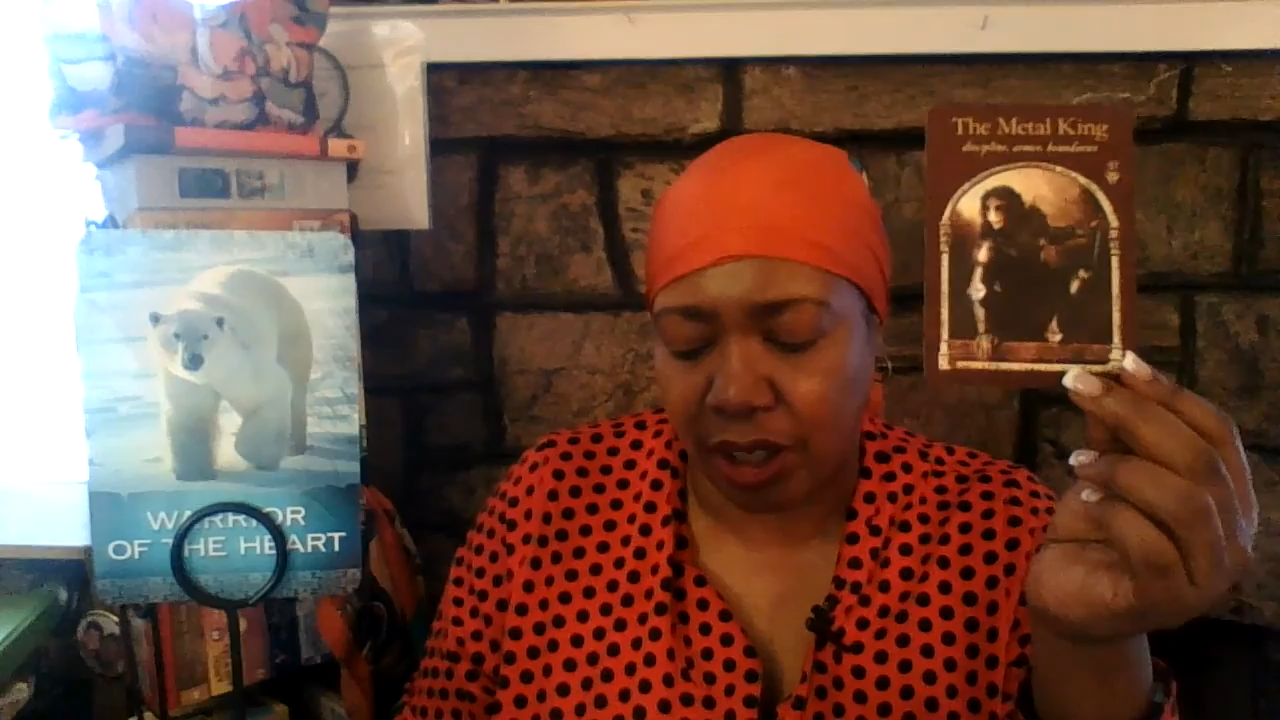 WARRIOR
OF THE HEART
The Metal King
discipline, armor, boundaries